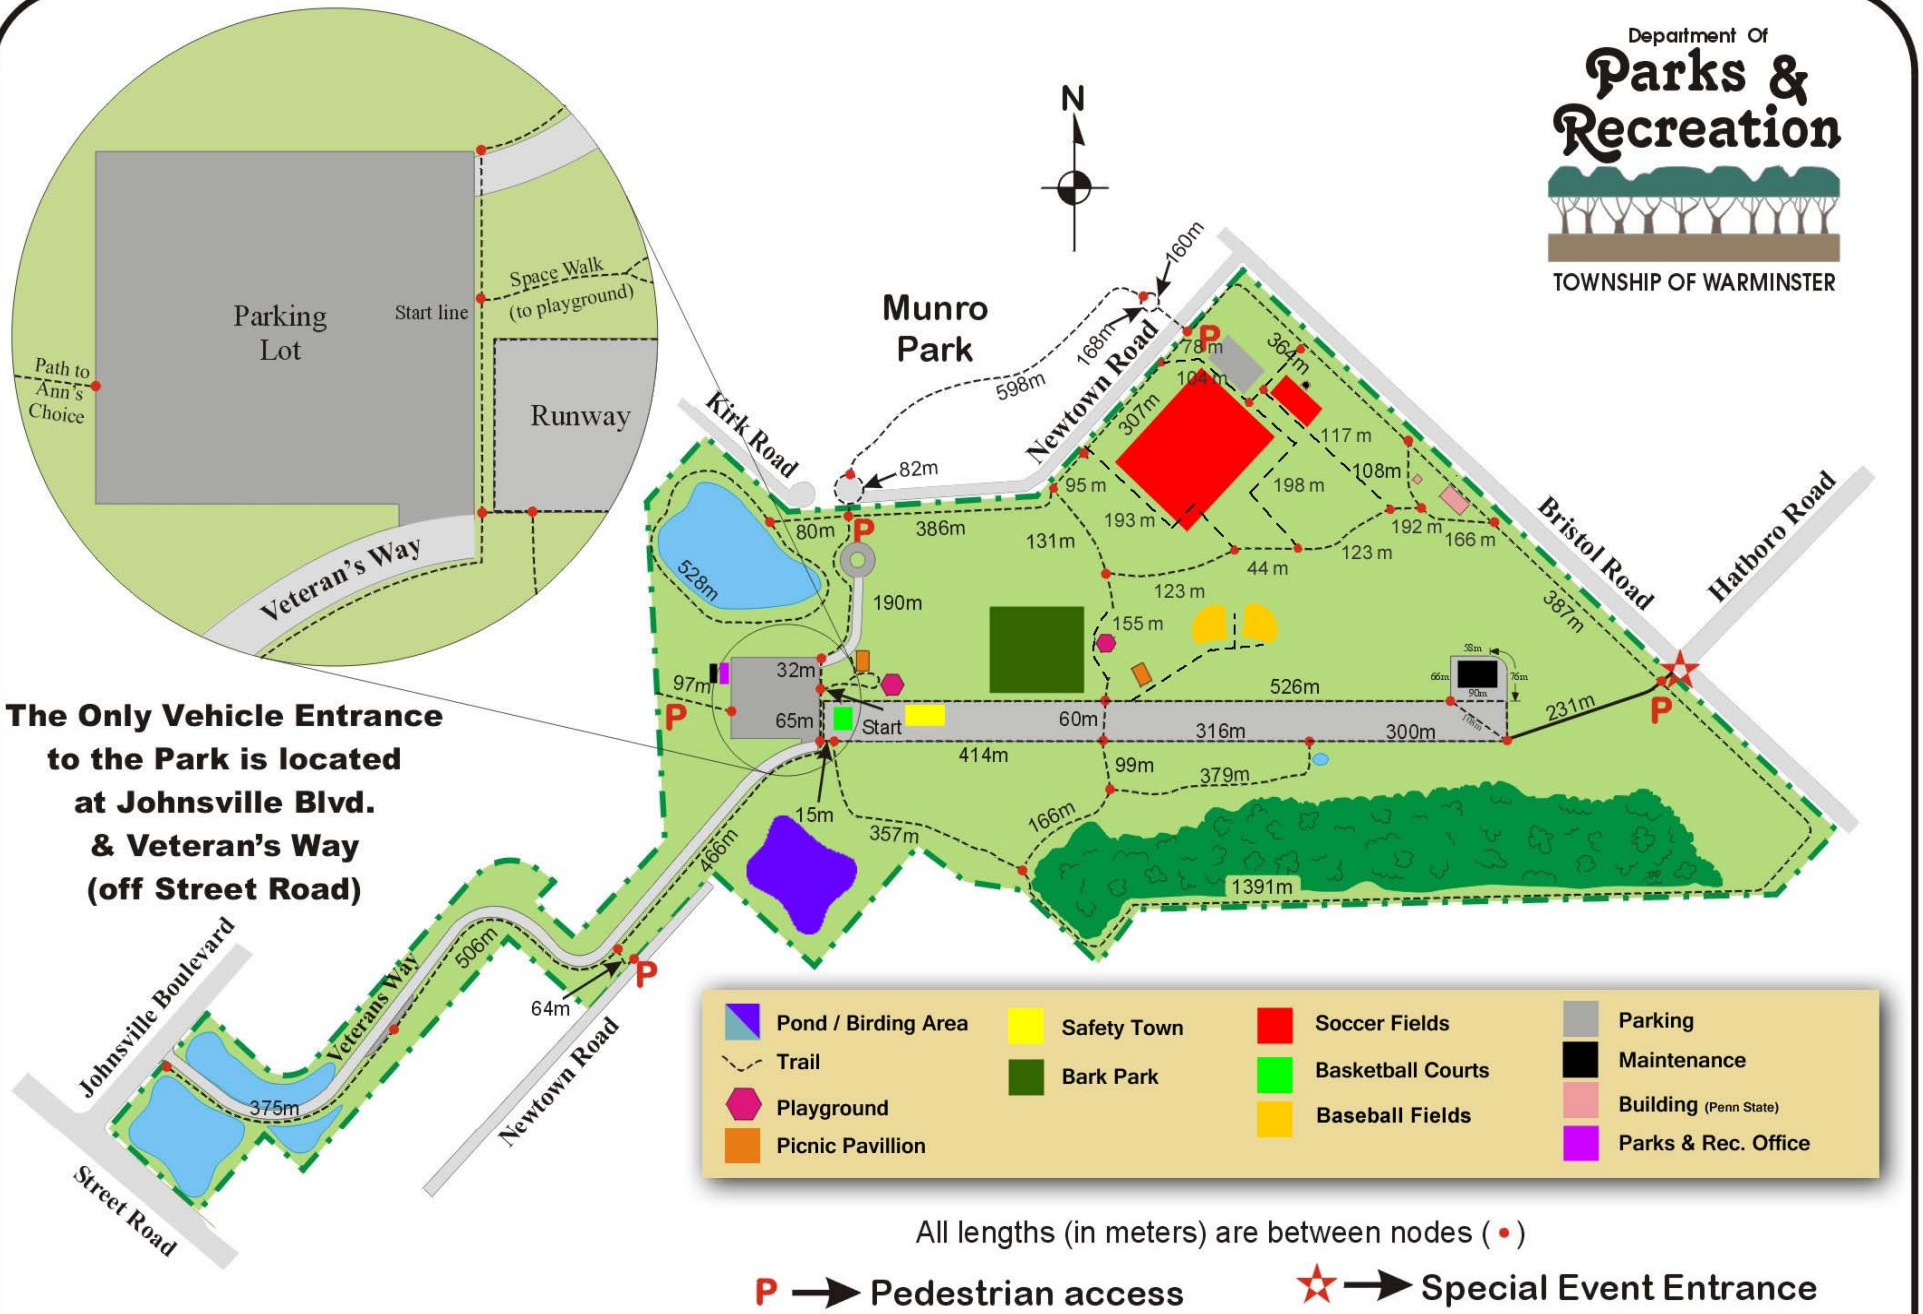 Department Of
Parks &
Recreation
TOWNSHIP OF WARMINSTER
N
Munro
Park
Parking
Lot
Start line
Space Walk
(to playground)
Path to
Ann's
Choice
Runway
Veteran's Way
The Only Vehicle Entrance
to the Park is located
at Johnsville Blvd.
& Veteran's Way
(off Street Road)
Kirk Road
Newtown Road
Bristol Road
Hatboro Road
Johnsville Boulevard
Street Road
Veterans Way
Newtown Road
160m
168m
598m
82m
P
78m
104m
364m
307m
117 m
108m
95 m
198 m
193 m
192 m
166 m
123 m
44 m
123 m
131m
155 m
386m
80m
P
528m
190m
387m
32m
97m
P
65m
Start
60m
526m
316m
300m
58m
66m
76m
90m
108m
231m
P
414m
99m
379m
15m
357m
166m
1391m
466m
506m
64m
P
375m
Pond / Birding Area
Trail
Playground
Picnic Pavillion
Safety Town
Bark Park
Soccer Fields
Basketball Courts
Baseball Fields
Parking
Maintenance
Building (Penn State)
Parks & Rec. Office
All lengths (in meters) are between nodes ( • )
P Pedestrian access
Special Event Entrance